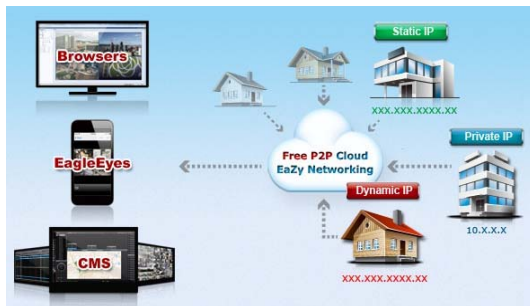 Static IP
Browsers
xxx.xxx.xxxx.xx
Private IP
Free P2P Cloud
EaZy Networking
EagleEyes
Dynamic IP
10.x.x.x
CMS
xxx.xxx.xxxx.xx